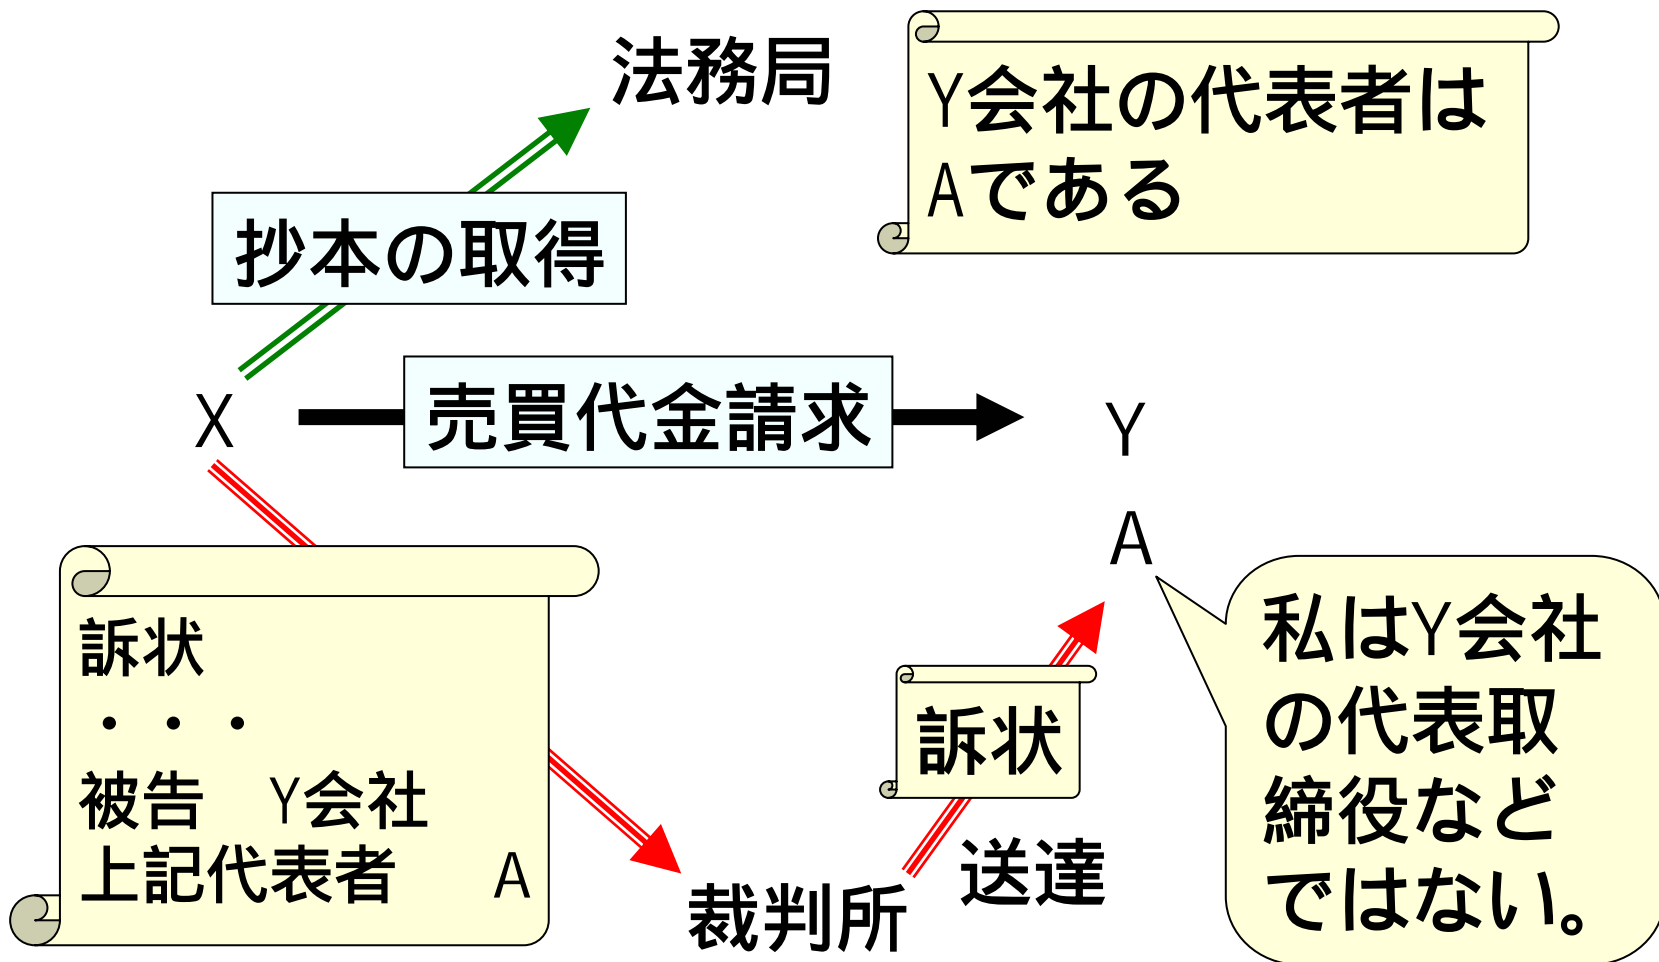 法務局
Y会社の代表者は
Aである
抄本の取得
X
売買代金請求
Y
A
訴状
・・・
被告　Y会社
上記代表者　A
訴状
送達
裁判所
私はY会社
の代表取
締役など
ではない。